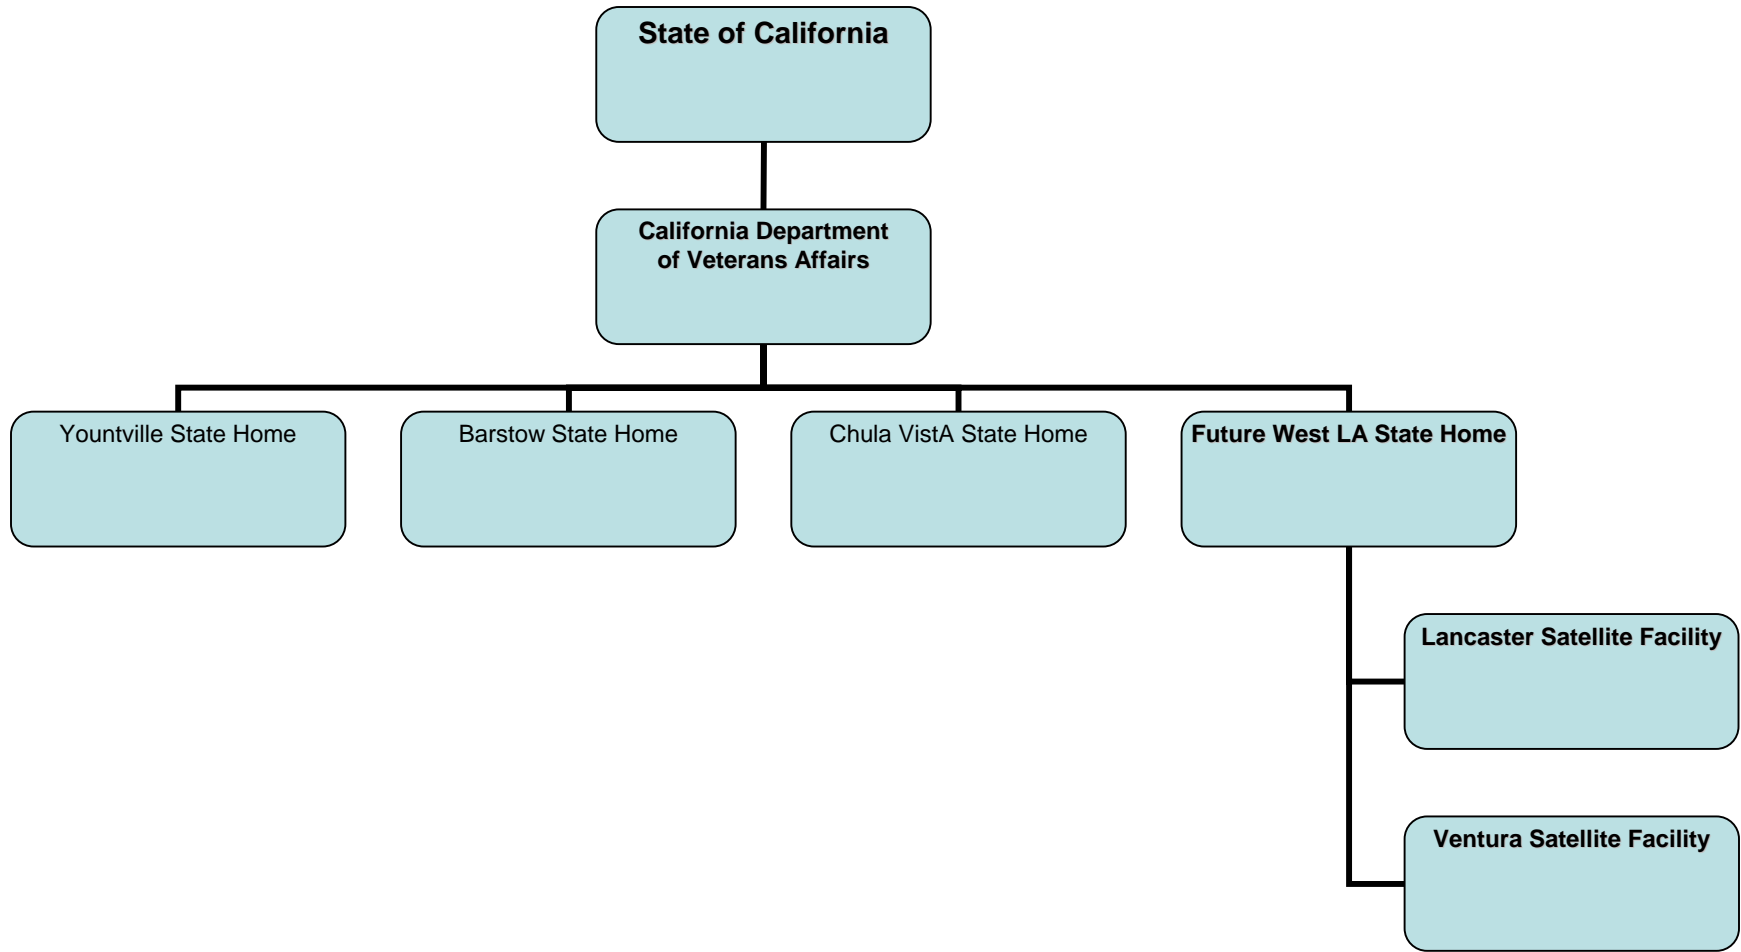 State of California
California Department
of Veterans Affairs
Yountville State Home
Barstow State Home
Chula VistA State Home
Future West LA State Home
Lancaster Satellite Facility
Ventura Satellite Facility